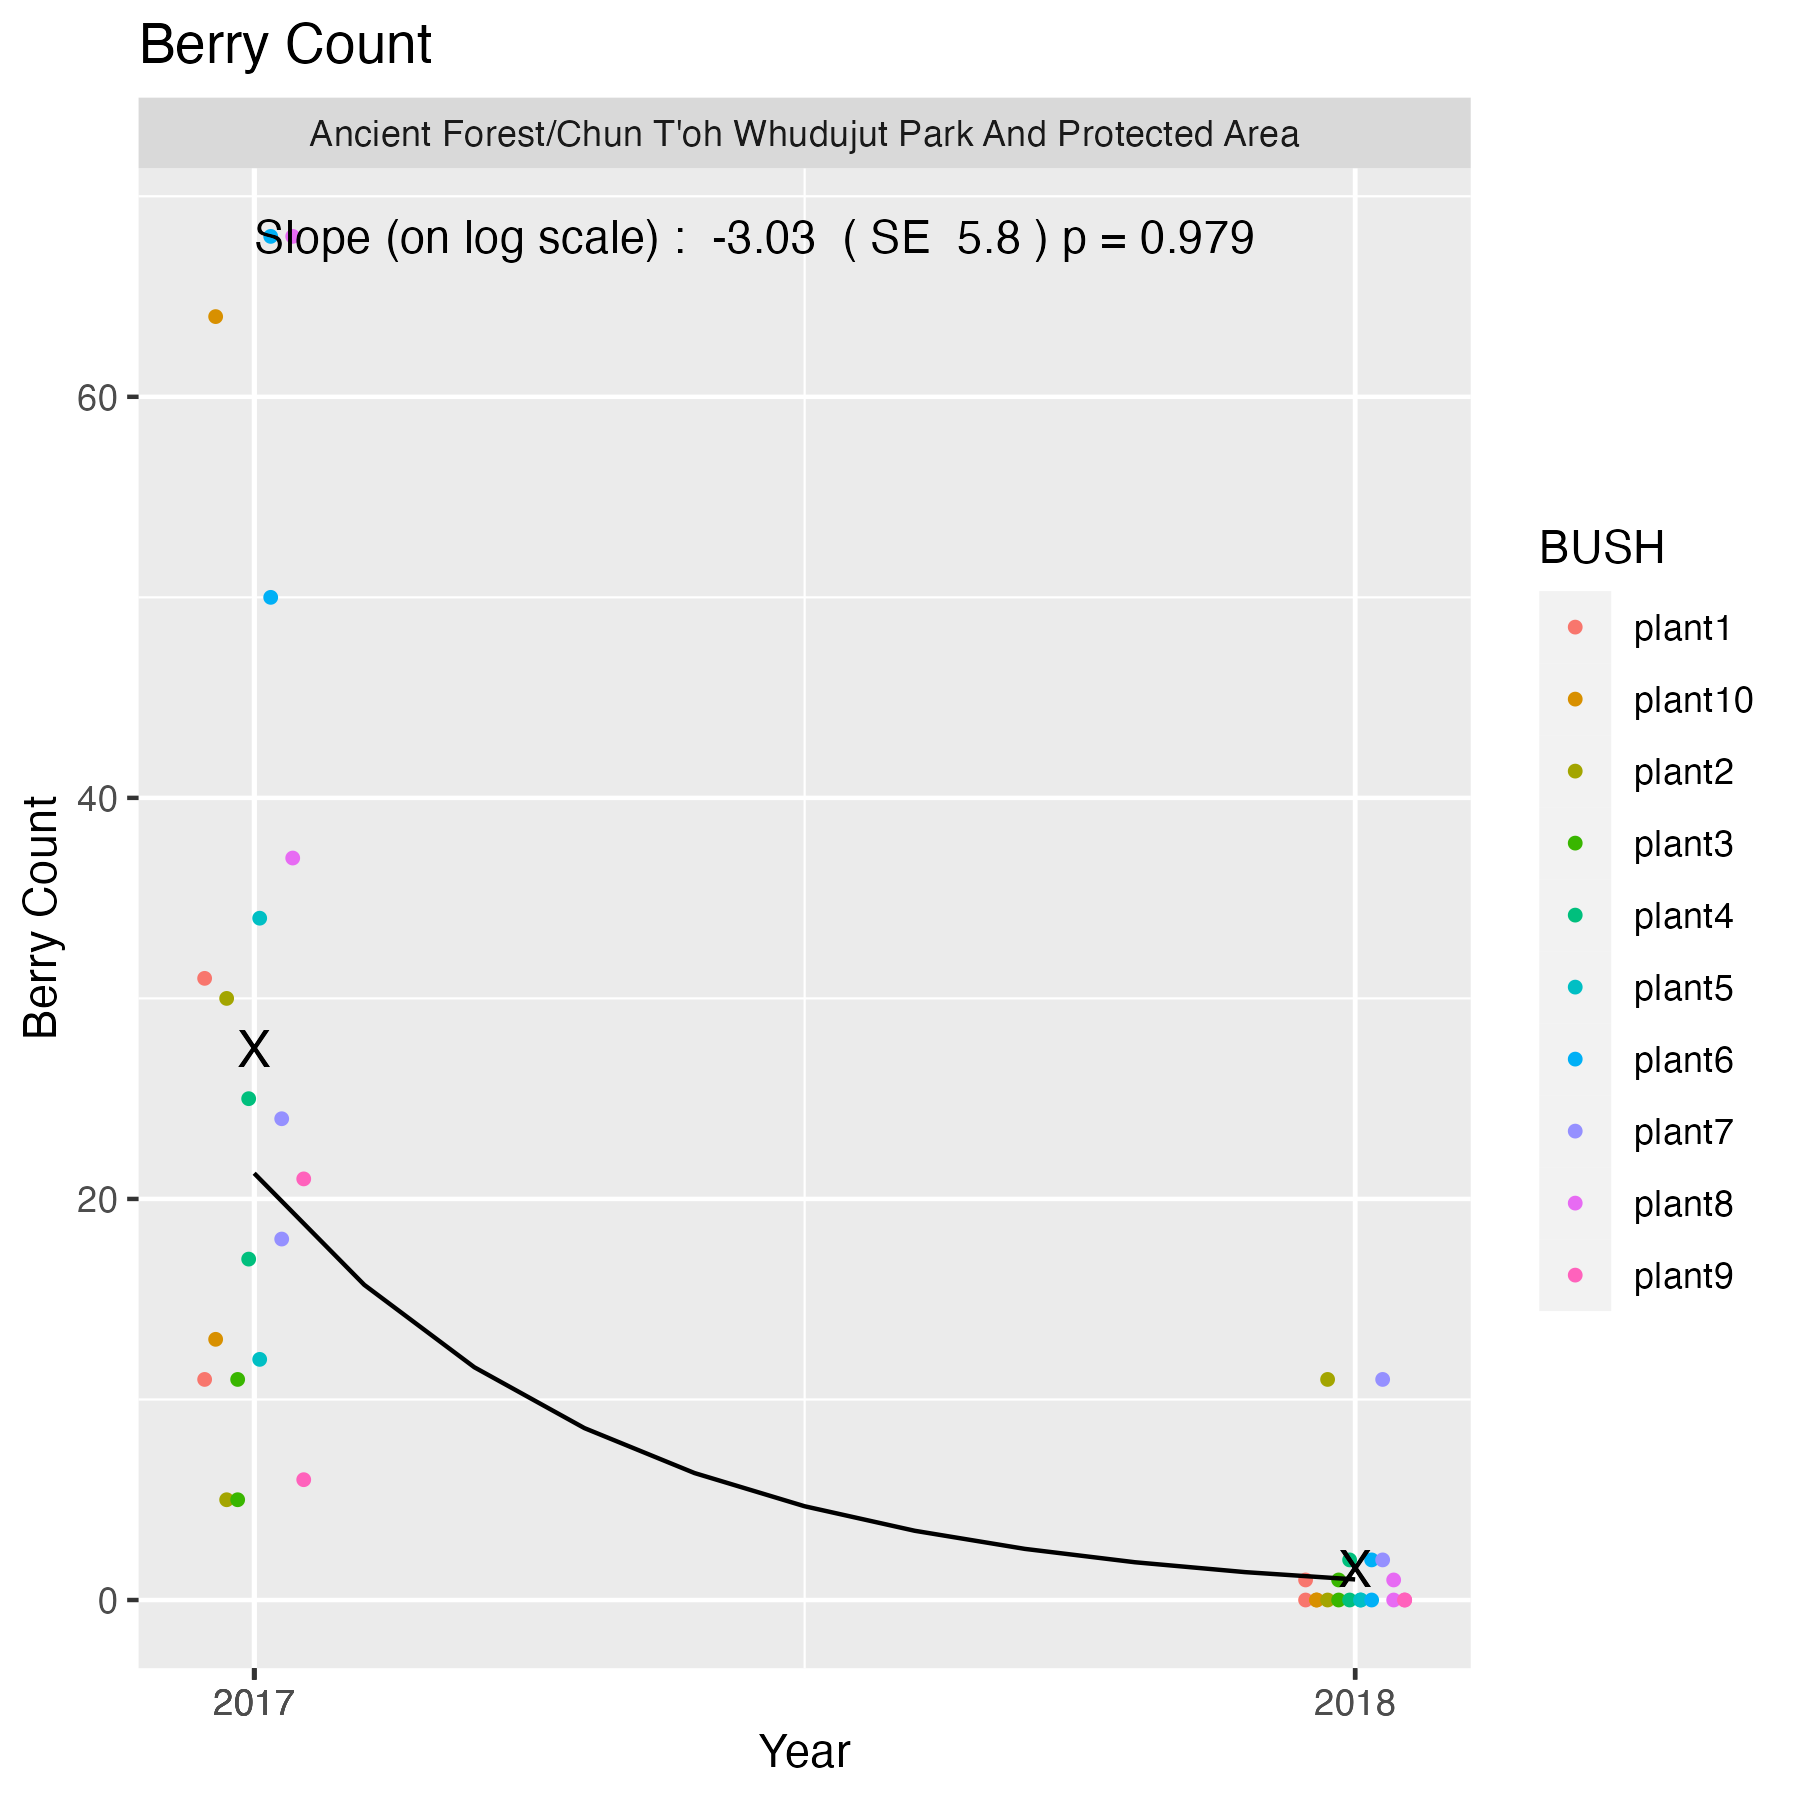 Berry Count
Ancient Forest/Chun T'oh Whudujut Park And Protected Area
Slope (on log scale) :  -3.03  ( SE  5.8 ) p = 0.979
60
40
20
0
Berry Count
X
X
2017
2018
Year
BUSH
plant1
plant10
plant2
plant3
plant4
plant5
plant6
plant7
plant8
plant9